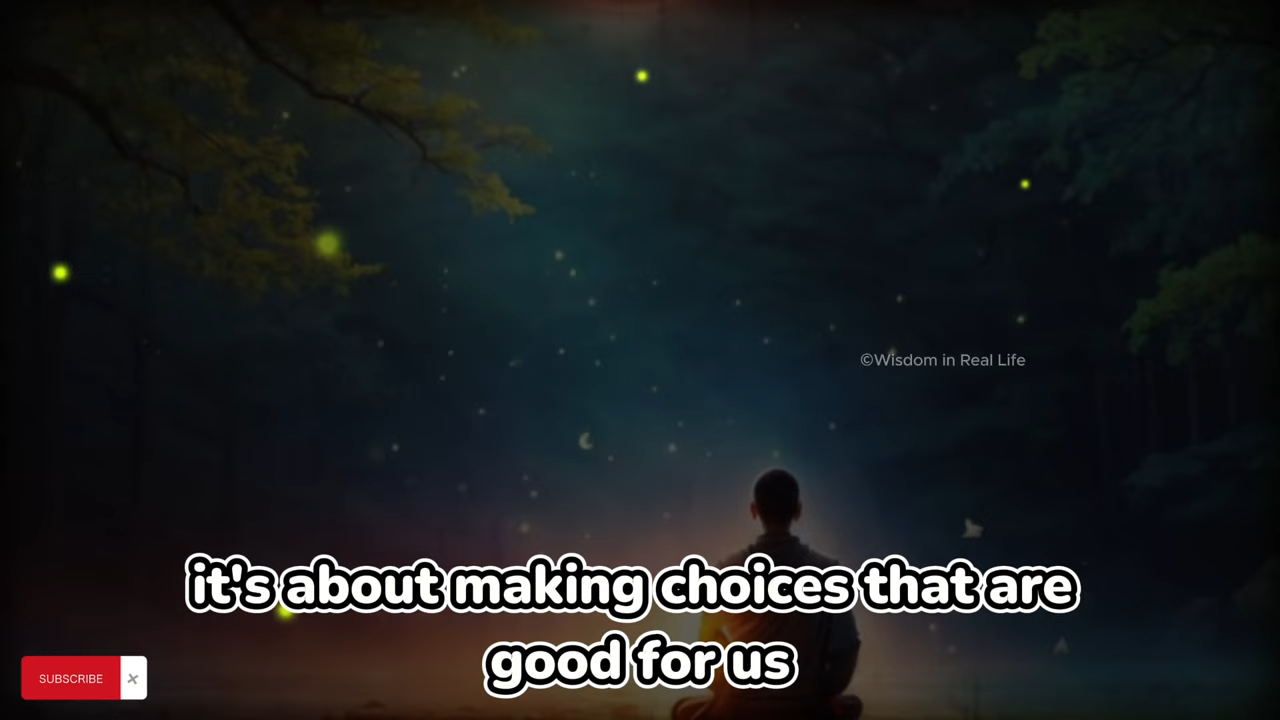 ©Wisdom in Real Life
it's about making choices that are
good for us
SUBSCRIBE